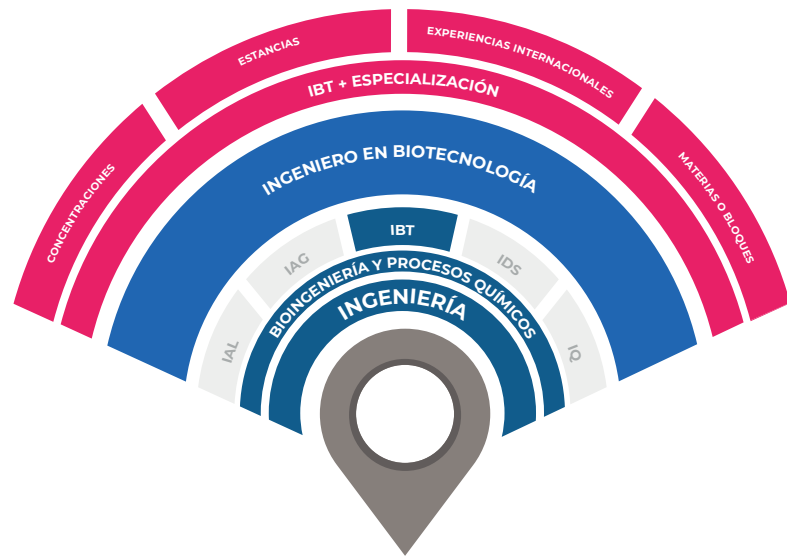 ESTANCIAS
EXPERIENCIAS INTERNACIONALES
CONCENTRACIONES
MATERIAS O BLOQUES
IBT + ESPECIALIZACIÓN
INGENIERO EN BIOTECNOLOGÍA
IAL
IAG
IBT
IDS
IQ
BIOINGENIERÍA Y PROCESOS QUÍMICOS
INGENIERÍA